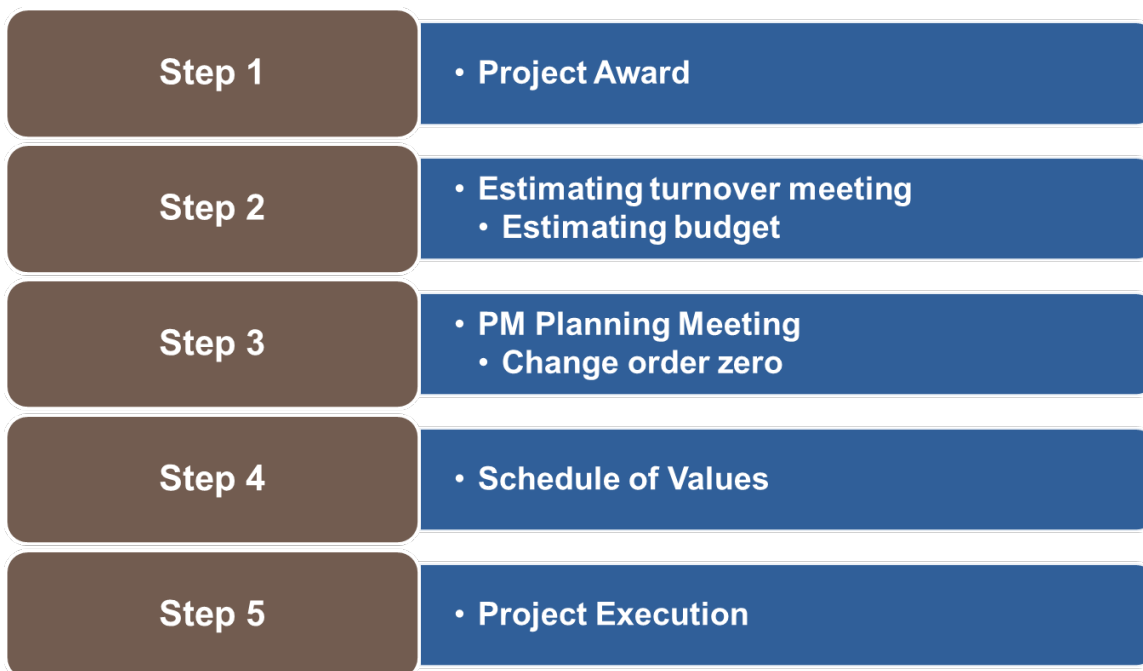 Step 1
• Project Award
Step 2
• Estimating turnover meeting
• Estimating budget
Step 3
• PM Planning Meeting
• Change order zero
Step 4
• Schedule of Values
Step 5
• Project Execution